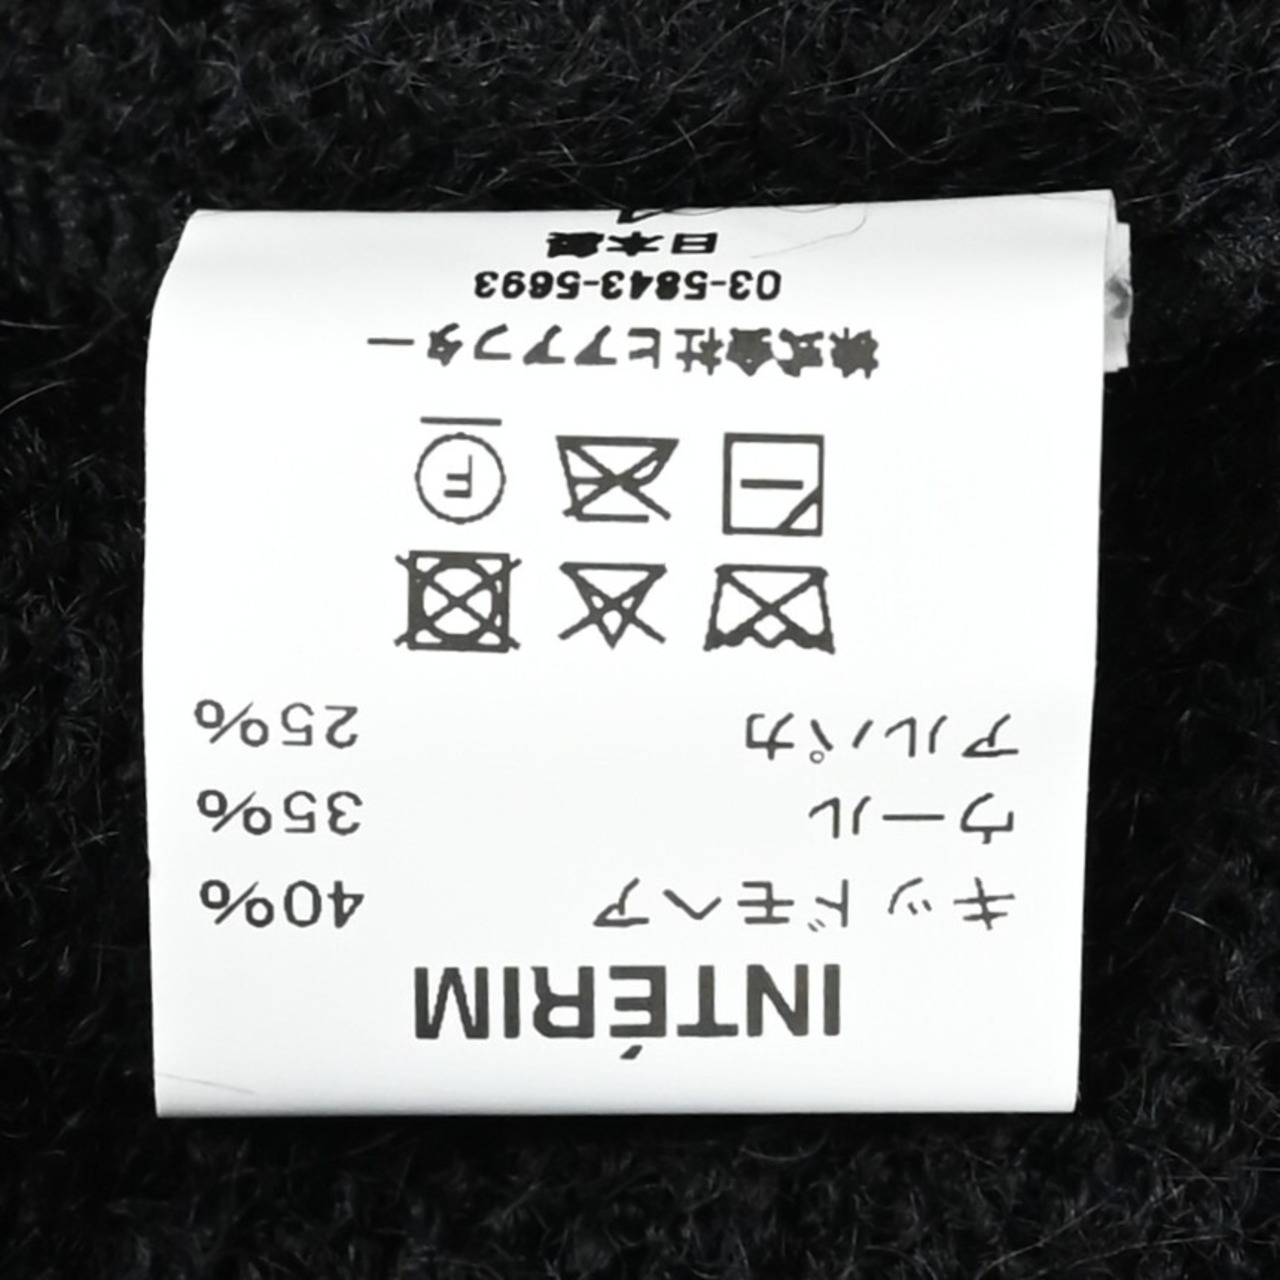 INTÉRIM
キッドモヘア 40%
ウール 35%
アルパカ 25%
F
株式会社ヒアアフター
03-5843-5693
日本製